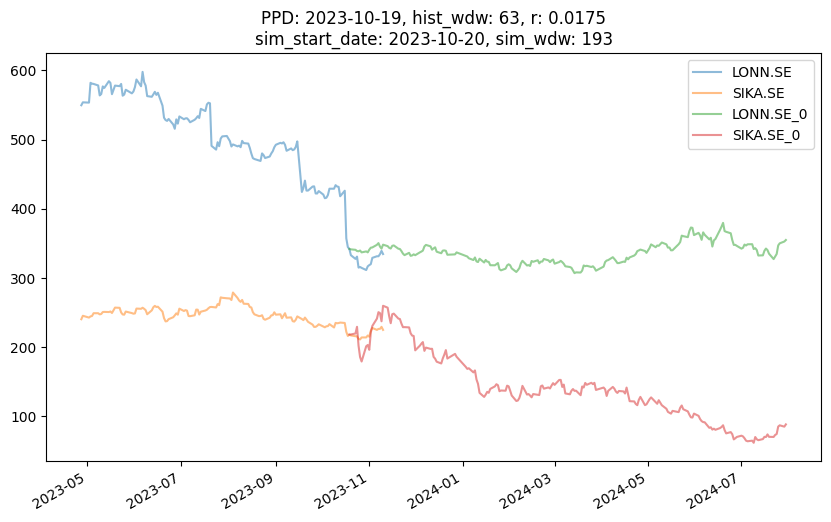 PPD: 2023-10-19, hist_wdw: 63, r: 0.0175
sim_start_date: 2023-10-20, sim_wdw: 193
LONN.SE
SIKA.SE
LONN.SE_0
SIKA.SE_0
600
500
400
300
200
100
2023-05
2023-07
2023-09
2023-11
2024-01
2024-03
2024-05
2024-07